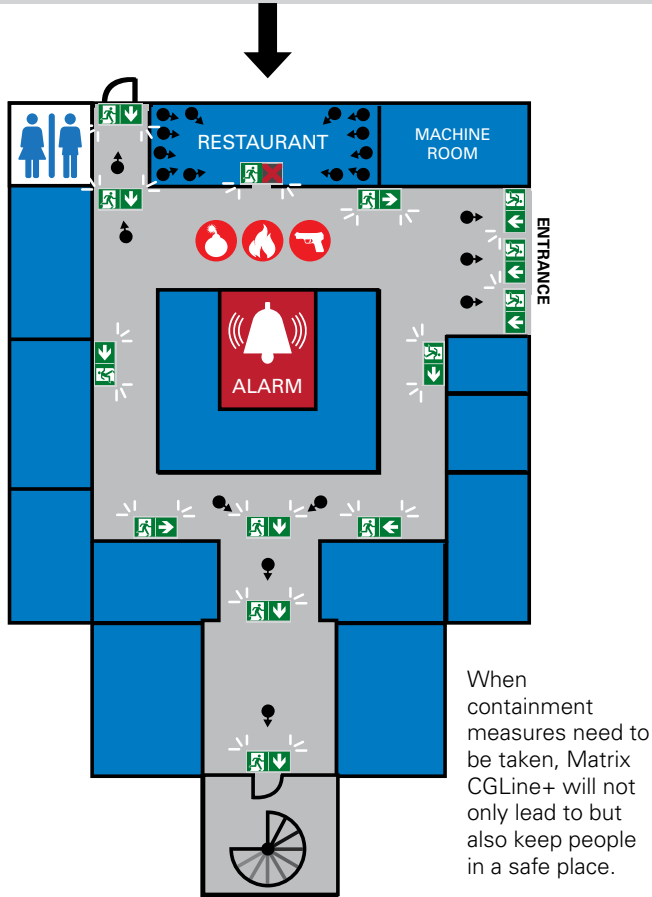 RESTAURANT
MACHINE
ROOM
ENTRANCE
ALARM
When
containment
measures need to
be taken, Matrix
CGLine+ will not
only lead to but
also keep people
in a safe place.